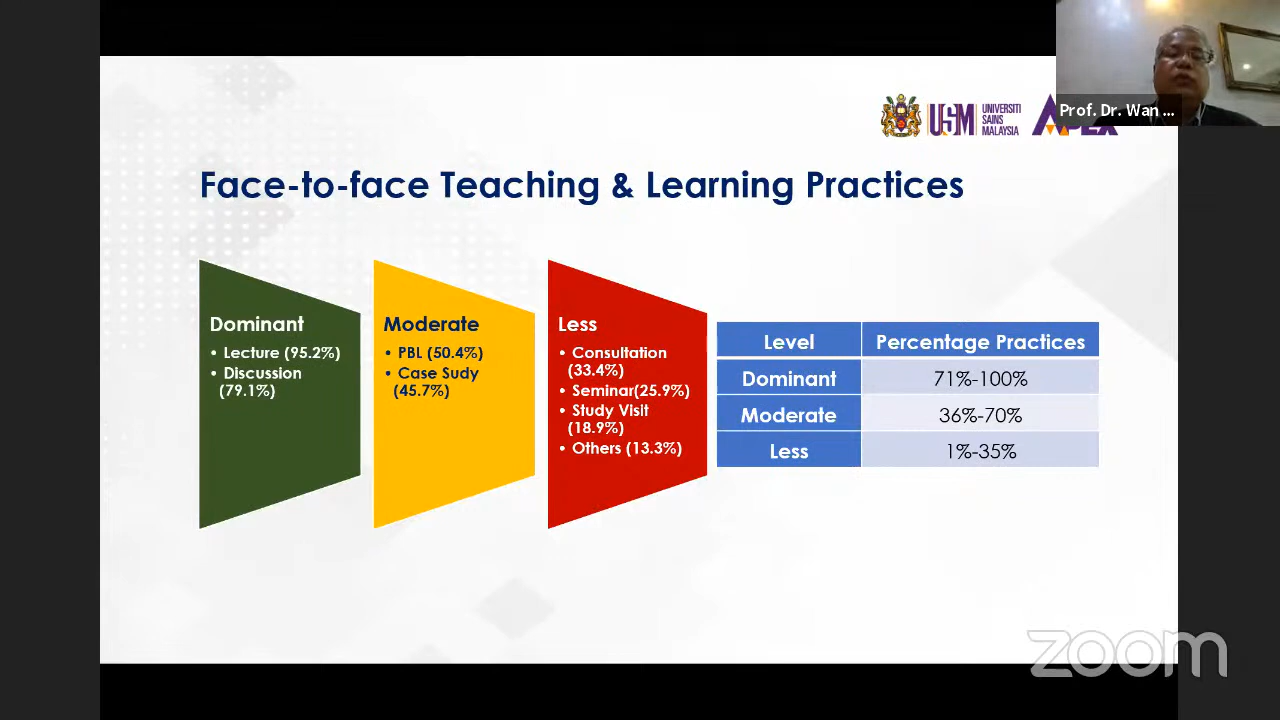 Prof. Dr. Wan ...
USM
UNIVERSITI
SAINS
MALAYSIA
APEX
Face-to-face Teaching & Learning Practices
Dominant
• Lecture (95.2%)
• Discussion
(79.1%)
Moderate
• PBL (50.4%)
• Case Sudy
(45.7%)
Less
• Consultation
(33.4%)
• Seminar(25.9%)
• Study Visit
(18.9%)
• Others (13.3%)
Level Percentage Practices
Dominant 71%-100%
Moderate 36%-70%
Less 1%-35%
zoom